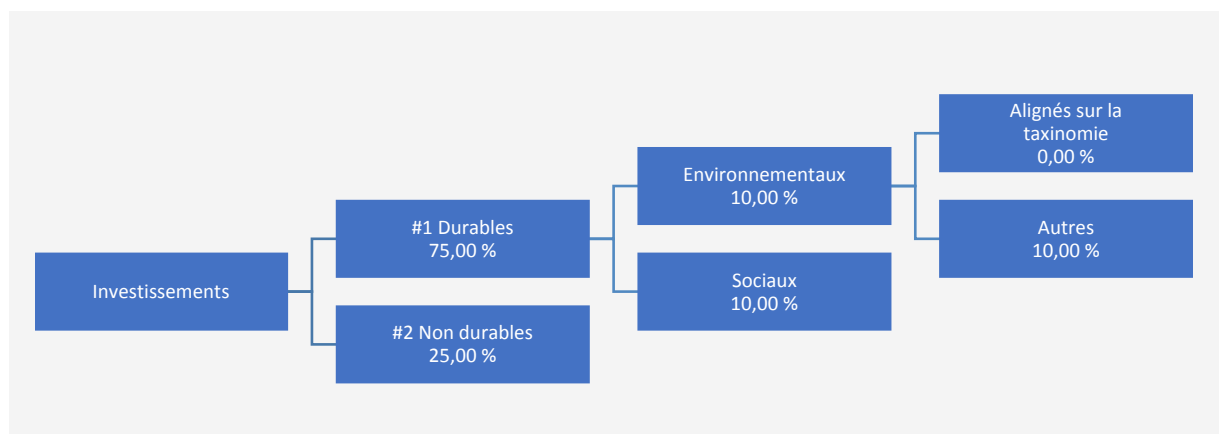 Investissements
#1 Durables
75,00 %
#2 Non durables
25,00 %
Environnementaux
10,00 %
Sociaux
10,00 %
Alignés sur la
taxinomie
0,00 %
Autres
10,00 %